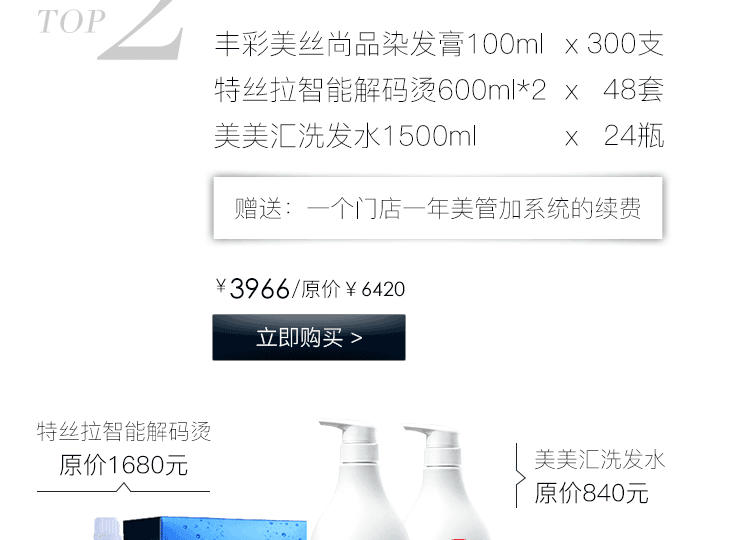 TOP 2
丰彩美丝尚品染发膏100ml x 300支
特丝拉智能解码烫600ml*2 x 48套
美美汇洗发水1500ml x 24瓶
赠送：一个门店一年美管加系统的续费
¥3966/原价¥6420
立即购买 >
特丝拉智能解码烫
原价1680元
美美汇洗发水
原价840元